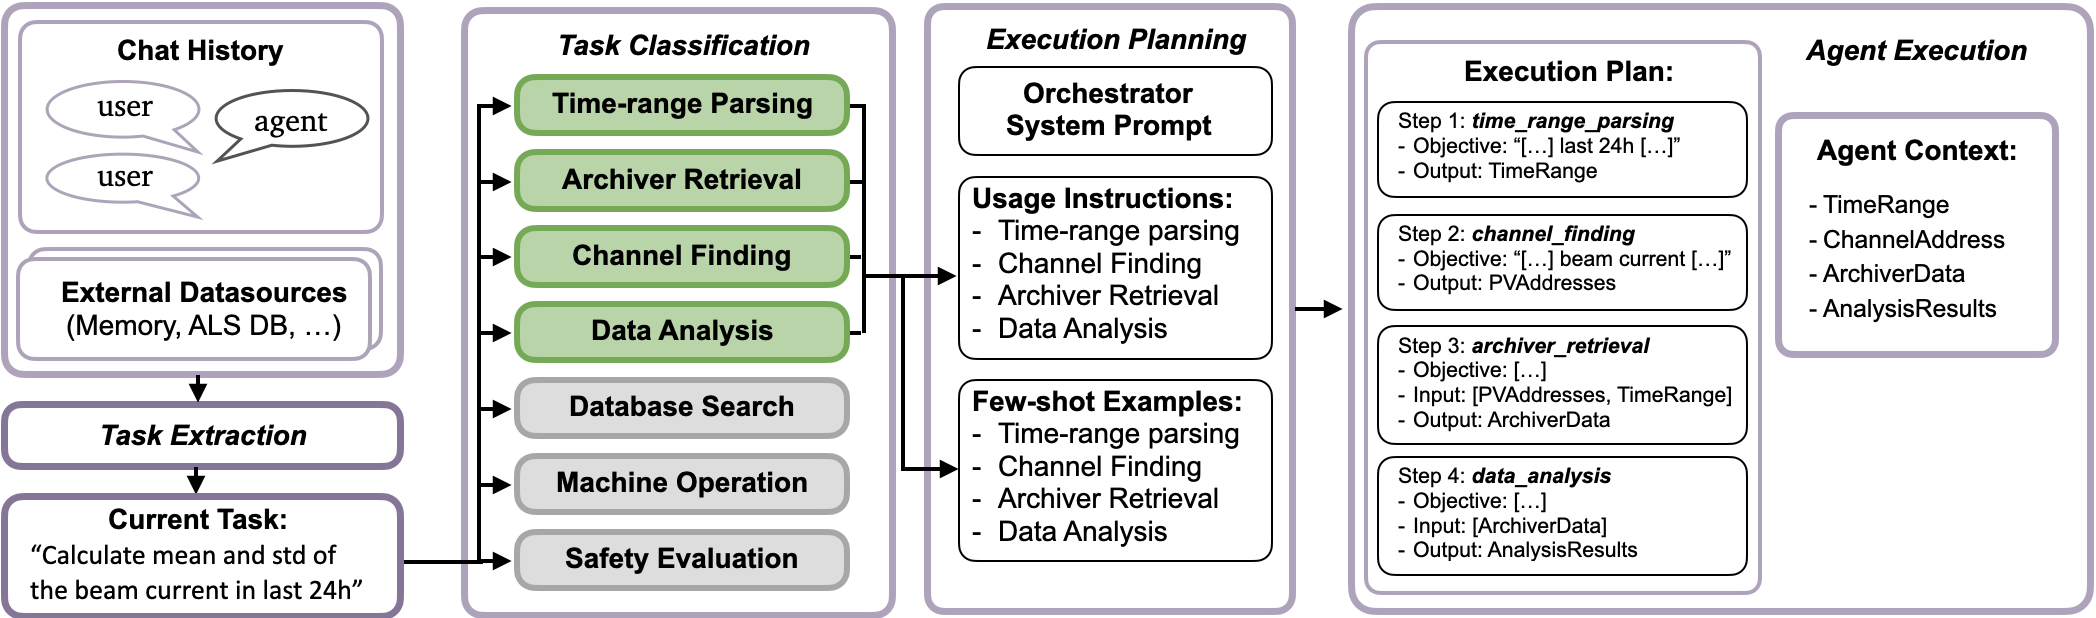 Chat History
user
agent
user
External Datasources
(Memory, ALS DB, …)
Task Extraction
Current Task:
“Calculate mean and std of
the beam current in last 24h”
Task Classification
Time-range Parsing
Archiver Retrieval
Channel Finding
Data Analysis
Database Search
Machine Operation
Safety Evaluation
Execution Planning
Orchestrator
System Prompt
Usage Instructions:
- Time-range parsing
- Channel Finding
- Archiver Retrieval
- Data Analysis
Few-shot Examples:
- Time-range parsing
- Channel Finding
- Archiver Retrieval
- Data Analysis
Agent Execution
Execution Plan:
Step 1: time_range_parsing
- Objective: “[…] last 24h […]”
- Output: TimeRange
Step 2: channel_finding
- Objective: “[…] beam current […]”
- Output: PVAddresses
Step 3: archiver_retrieval
- Objective: […]
- Input: [PVAddresses, TimeRange]
- Output: ArchiverData
Step 4: data_analysis
- Objective: […]
- Input: [ArchiverData]
- Output: AnalysisResults
Agent Context:
- TimeRange
- ChannelAddress
- ArchiverData
- AnalysisResults